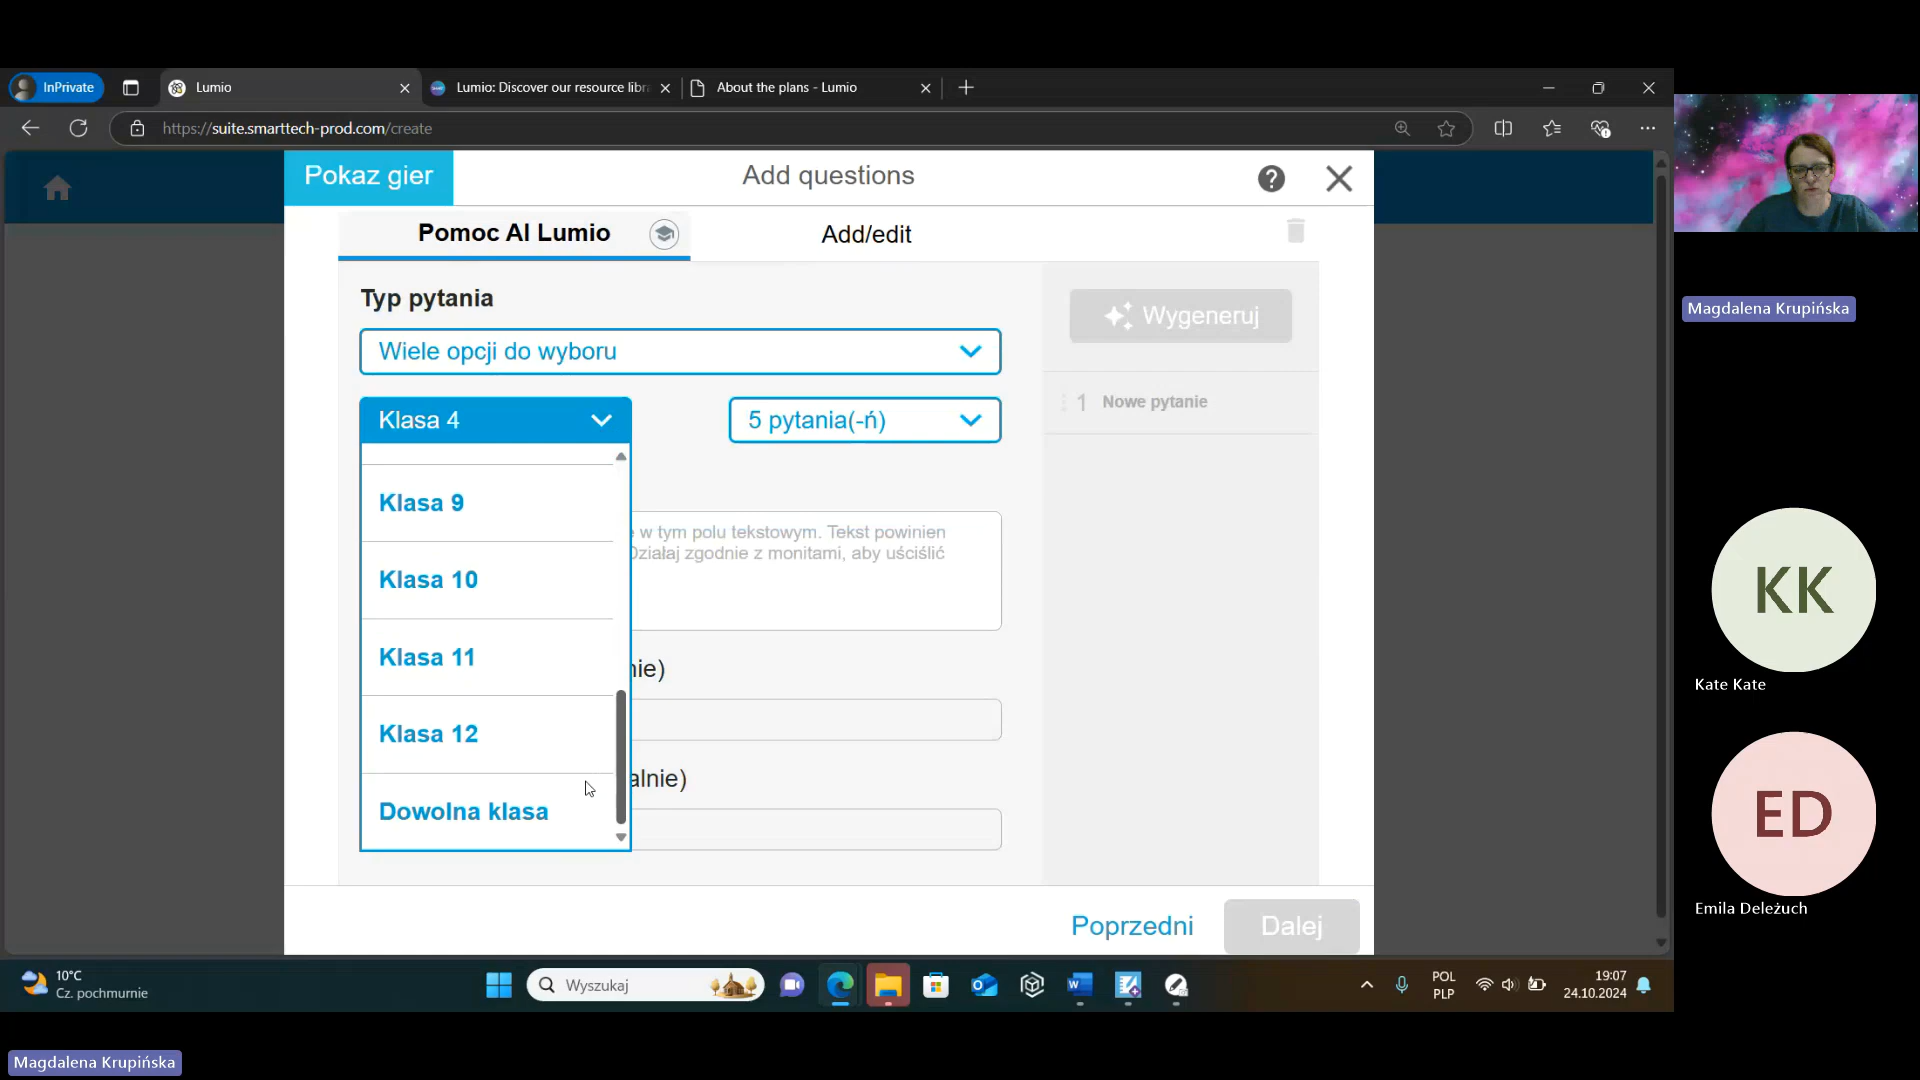 InPrivate
Lumio
Lumio: Discover our resource libr
About the plans - Lumio
https://suite.smarttech-prod.com/create
Pokaz gier
Add questions
Pomoc AI Lumio
Add/edit
Typ pytania
Wygeneruj
Wiele opcji do wyboru
1 Nowe pytanie
Klasa 4
5 pytania(-ń)
Klasa 9
w tym polu tekstowym. Tekst powinien
Działaj zgodnie z monitami, aby uściślić
Klasa 10
Klasa 11
nie)
Klasa 12
alnie)
Dowolna klasa
Poprzedni
Dalej
Magdalena Krupińska
KK
Kate Kate
ED
Emila Deleżuch
10°C
Cz. pochmurnie
Wyszukaj
POL
PLP
19:07
24.10.2024
Magdalena Krupińska